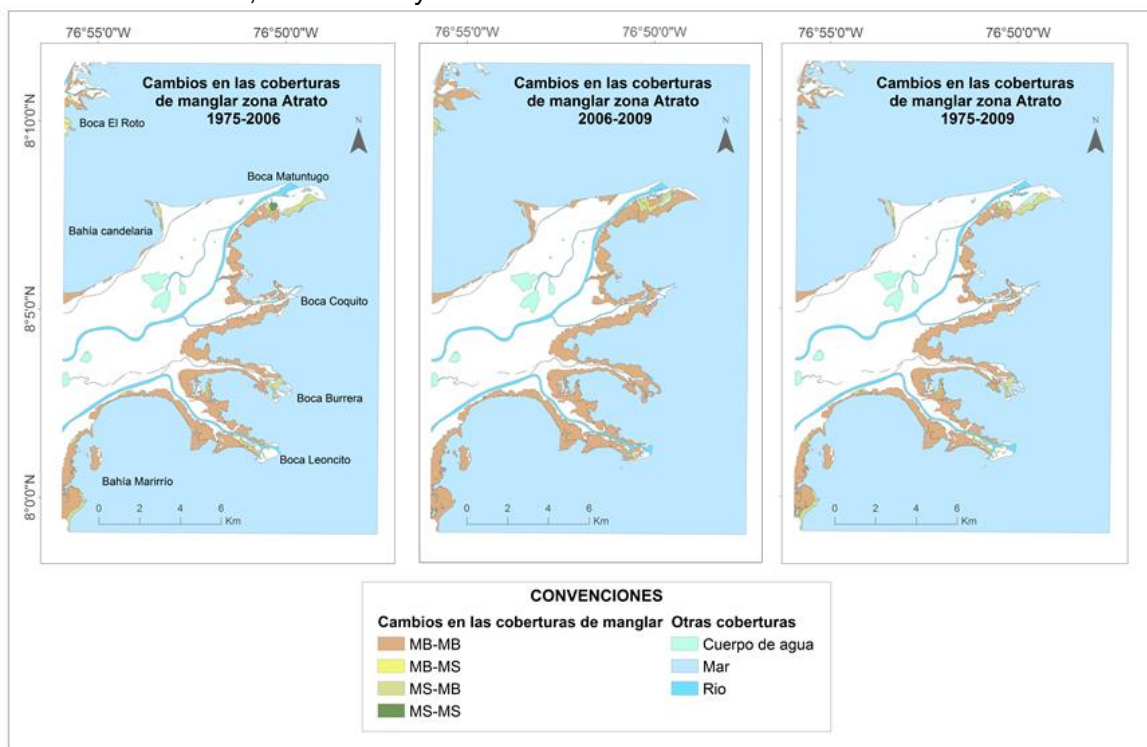 76°55'0"W
76°50'0"W
76°55'0"W
76°50'0"W
76°55'0"W
76°50'0"W
8°10'0"N
8°5'0"N
8°0'0"N
Cambios en las coberturas
de manglar zona Atrato
1975-2006
N
Boca El Roto
Boca Matuntugo
Bahía candelaria
Boca Coquito
Boca Burrera
Boca Leoncito
Bahía Marirrío
0 2 4 6
Km
Cambios en las coberturas
de manglar zona Atrato
2006-2009
N
0 2 4 6
Km
Cambios en las coberturas
de manglar zona Atrato
1975-2009
N
0 2 4 6
Km
CONVENCIONES
Cambios en las coberturas de manglar
MB-MB
MB-MS
MS-MB
MS-MS
Otras coberturas
Cuerpo de agua
Mar
Rio